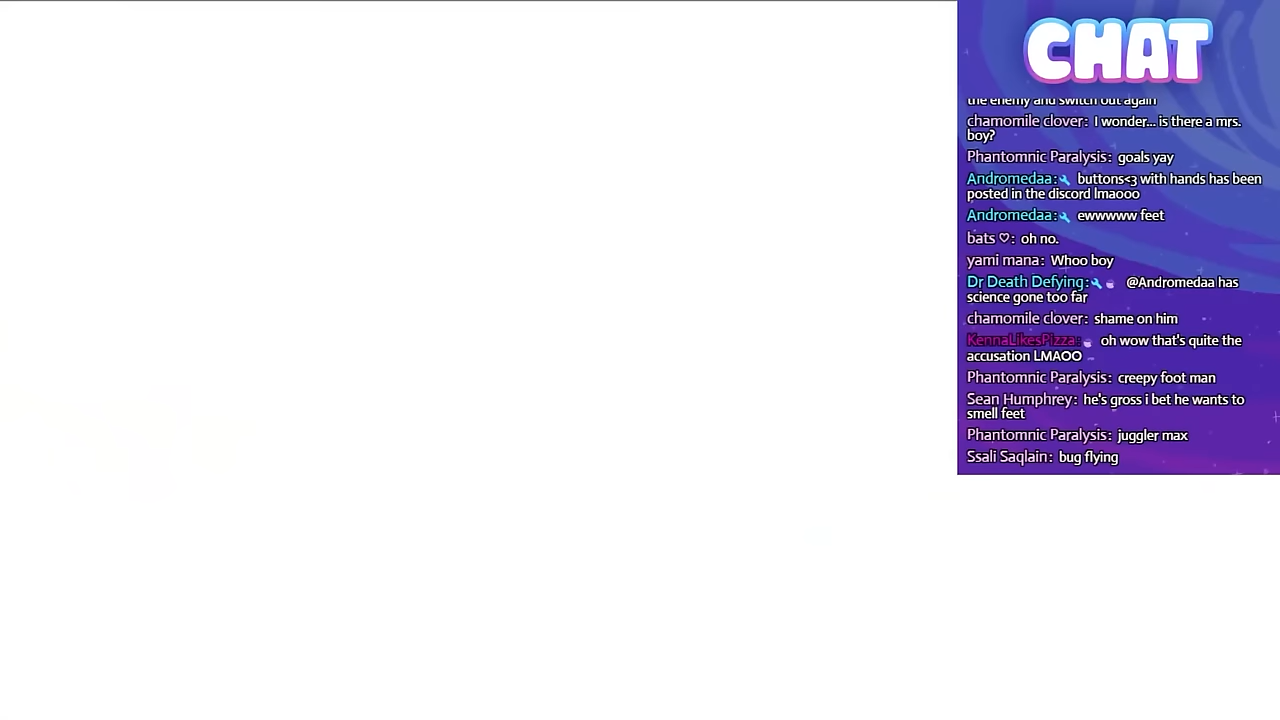 CHAT
the enemy and switch out again
chamomile clover: I wonder... is there a mrs.
boy?
Phantomnic Paralysis: goals yay
Andromedaa: buttons<3 with hands has been
posted in the discord lmaooo
Andromedaa: ewwwww feet
bats ♡: oh no.
yami mana: Whoo boy
Dr Death Defying: @Andromedaa has
science gone too far
chamomile clover: shame on him
KennaLikesPizza: oh wow that's quite the
accusation LMAOO
Phantomnic Paralysis: creepy foot man
Sean Humphrey: he's gross i bet he wants to
smell feet
Phantomnic Paralysis: juggler max
Ssali Saqlain: bug flying